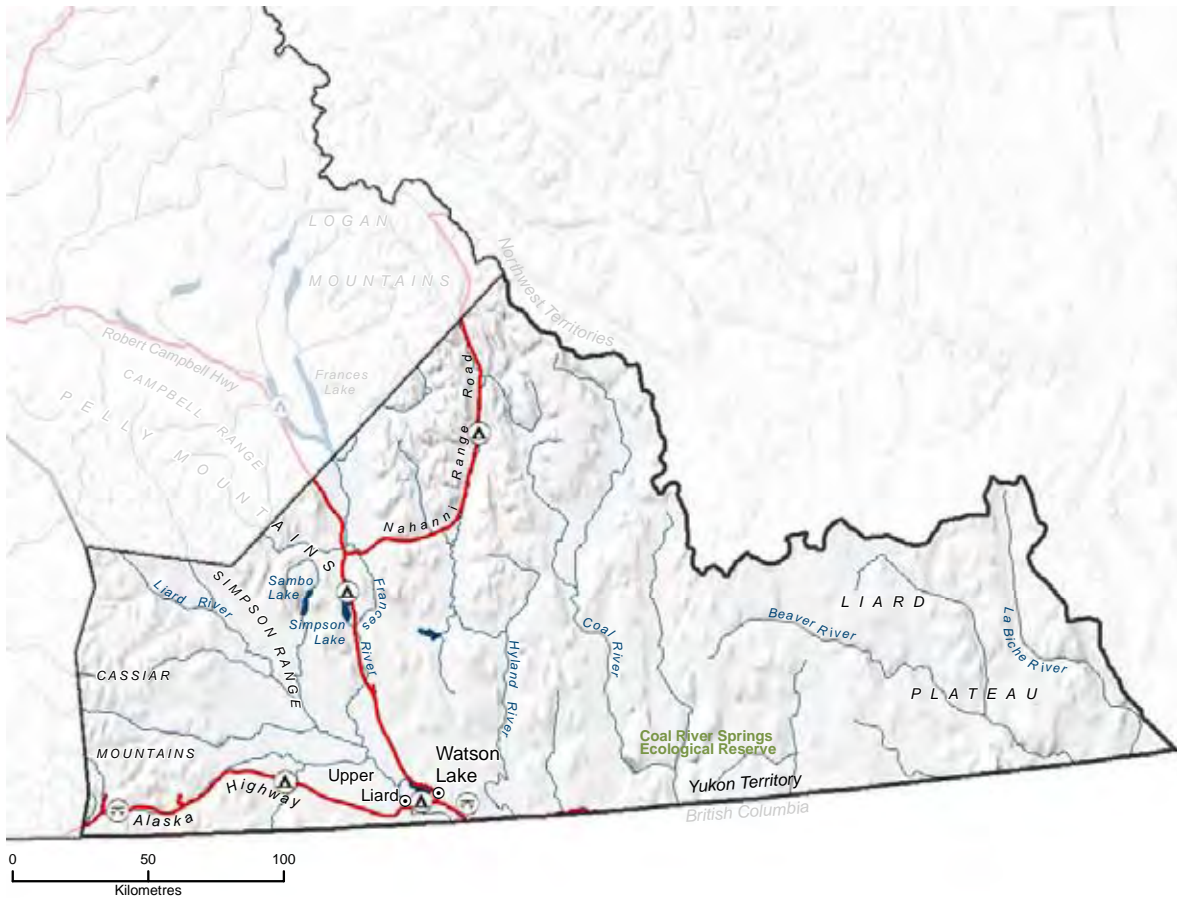 LOGAN
MOUNTAINS
Northwest Territories
Robert Campbell Hwy
Frances
Lake
CAMPBELL RANGE
PELLY MOUNTAINS
Nahanni Range Road
Sambo
Lake
Simpson
Lake
Frances River
Liard River
SIMPSON RANGE
CASSIAR
MOUNTAINS
Hyland River
Coal River
Beaver River
LIARD
PLATEAU
La Biche River
Coal River Springs
Ecological Reserve
Watson
Lake
Upper
Liard
Alaska Highway
Yukon Territory
British Columbia
0 50 100
Kilometres